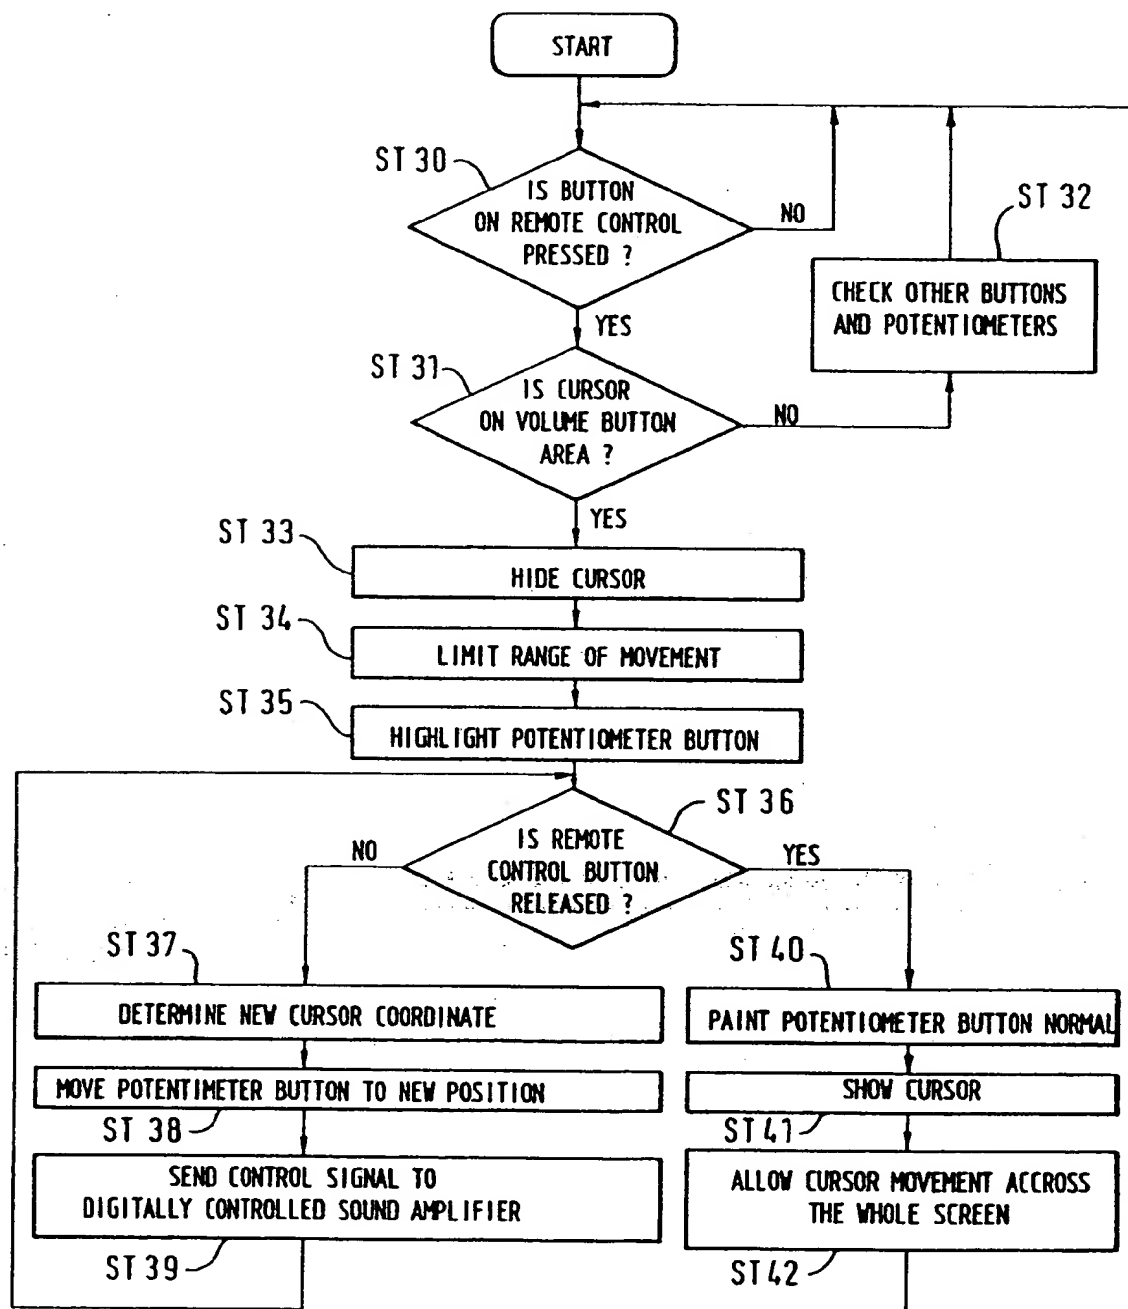 START
ST 30
IS BUTTON
ON REMOTE CONTROL
PRESSED ?
NO
YES
ST 32
CHECK OTHER BUTTONS
AND POTENTIOMETERS
ST 31
IS CURSOR
ON VOLUME BUTTON
AREA ?
NO
YES
ST 33
HIDE CURSOR
ST 34
LIMIT RANGE OF MOVEMENT
ST 35
HIGHLIGHT POTENTIOMETER BUTTON
ST 36
IS REMOTE
CONTROL BUTTON
RELEASED ?
NO
YES
ST 37
DETERMINE NEW CURSOR COORDINATE
MOVE POTENTIMETER BUTTON TO NEW POSITION
ST 38
SEND CONTROL SIGNAL TO
DIGITALLY CONTROLLED SOUND AMPLIFIER
ST 39
ST 40
PAINT POTENTIOMETER BUTTON NORMAL
SHOW CURSOR
ST 41
ALLOW CURSOR MOVEMENT ACCROSS
THE WHOLE SCREEN
ST 42